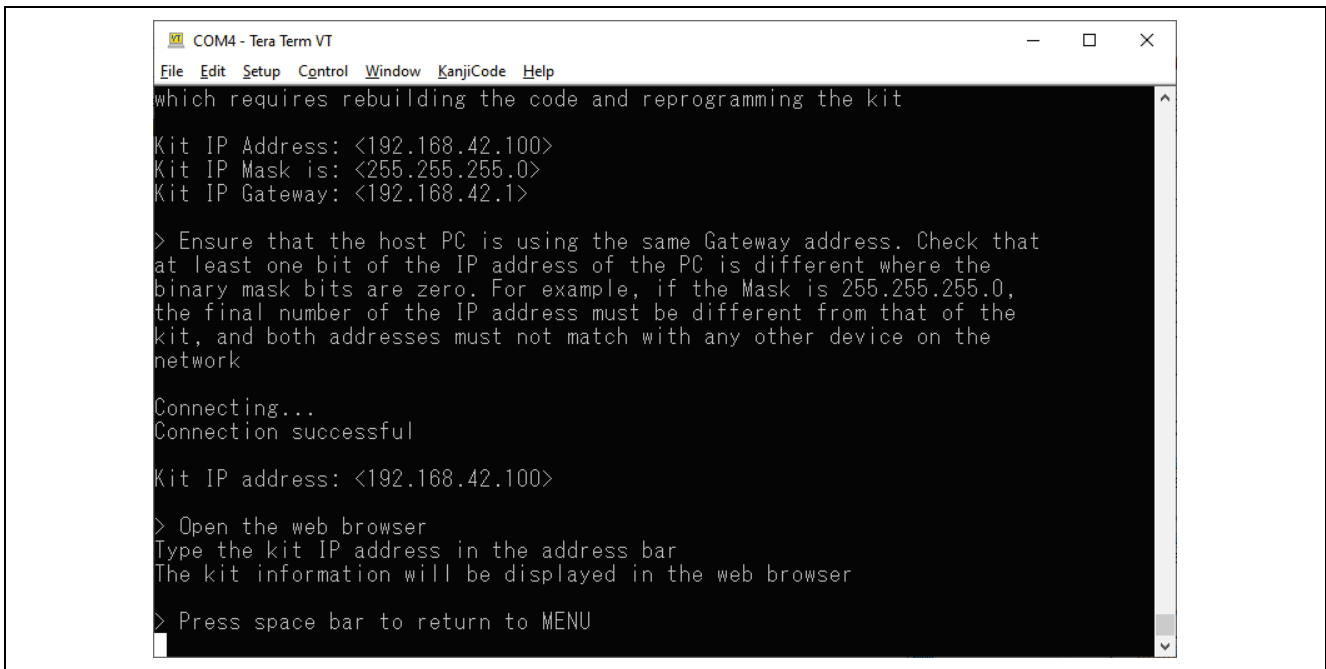 COM4 - Tera Term VT
File Edit Setup Control Window KanjiCode Help
which requires rebuilding the code and reprogramming the kit
Kit IP Address: <192.168.42.100>
Kit IP Mask is: <255.255.255.0>
Kit IP Gateway: <192.168.42.1>
> Ensure that the host PC is using the same Gateway address. Check that
at least one bit of the IP address of the PC is different where the
binary mask bits are zero. For example, if the Mask is 255.255.255.0,
the final number of the IP address must be different from that of the
kit, and both addresses must not match with any other device on the
network
Connecting...
Connection successful
Kit IP address: <192.168.42.100>
> Open the web browser
Type the kit IP address in the address bar
The kit information will be displayed in the web browser
> Press space bar to return to MENU